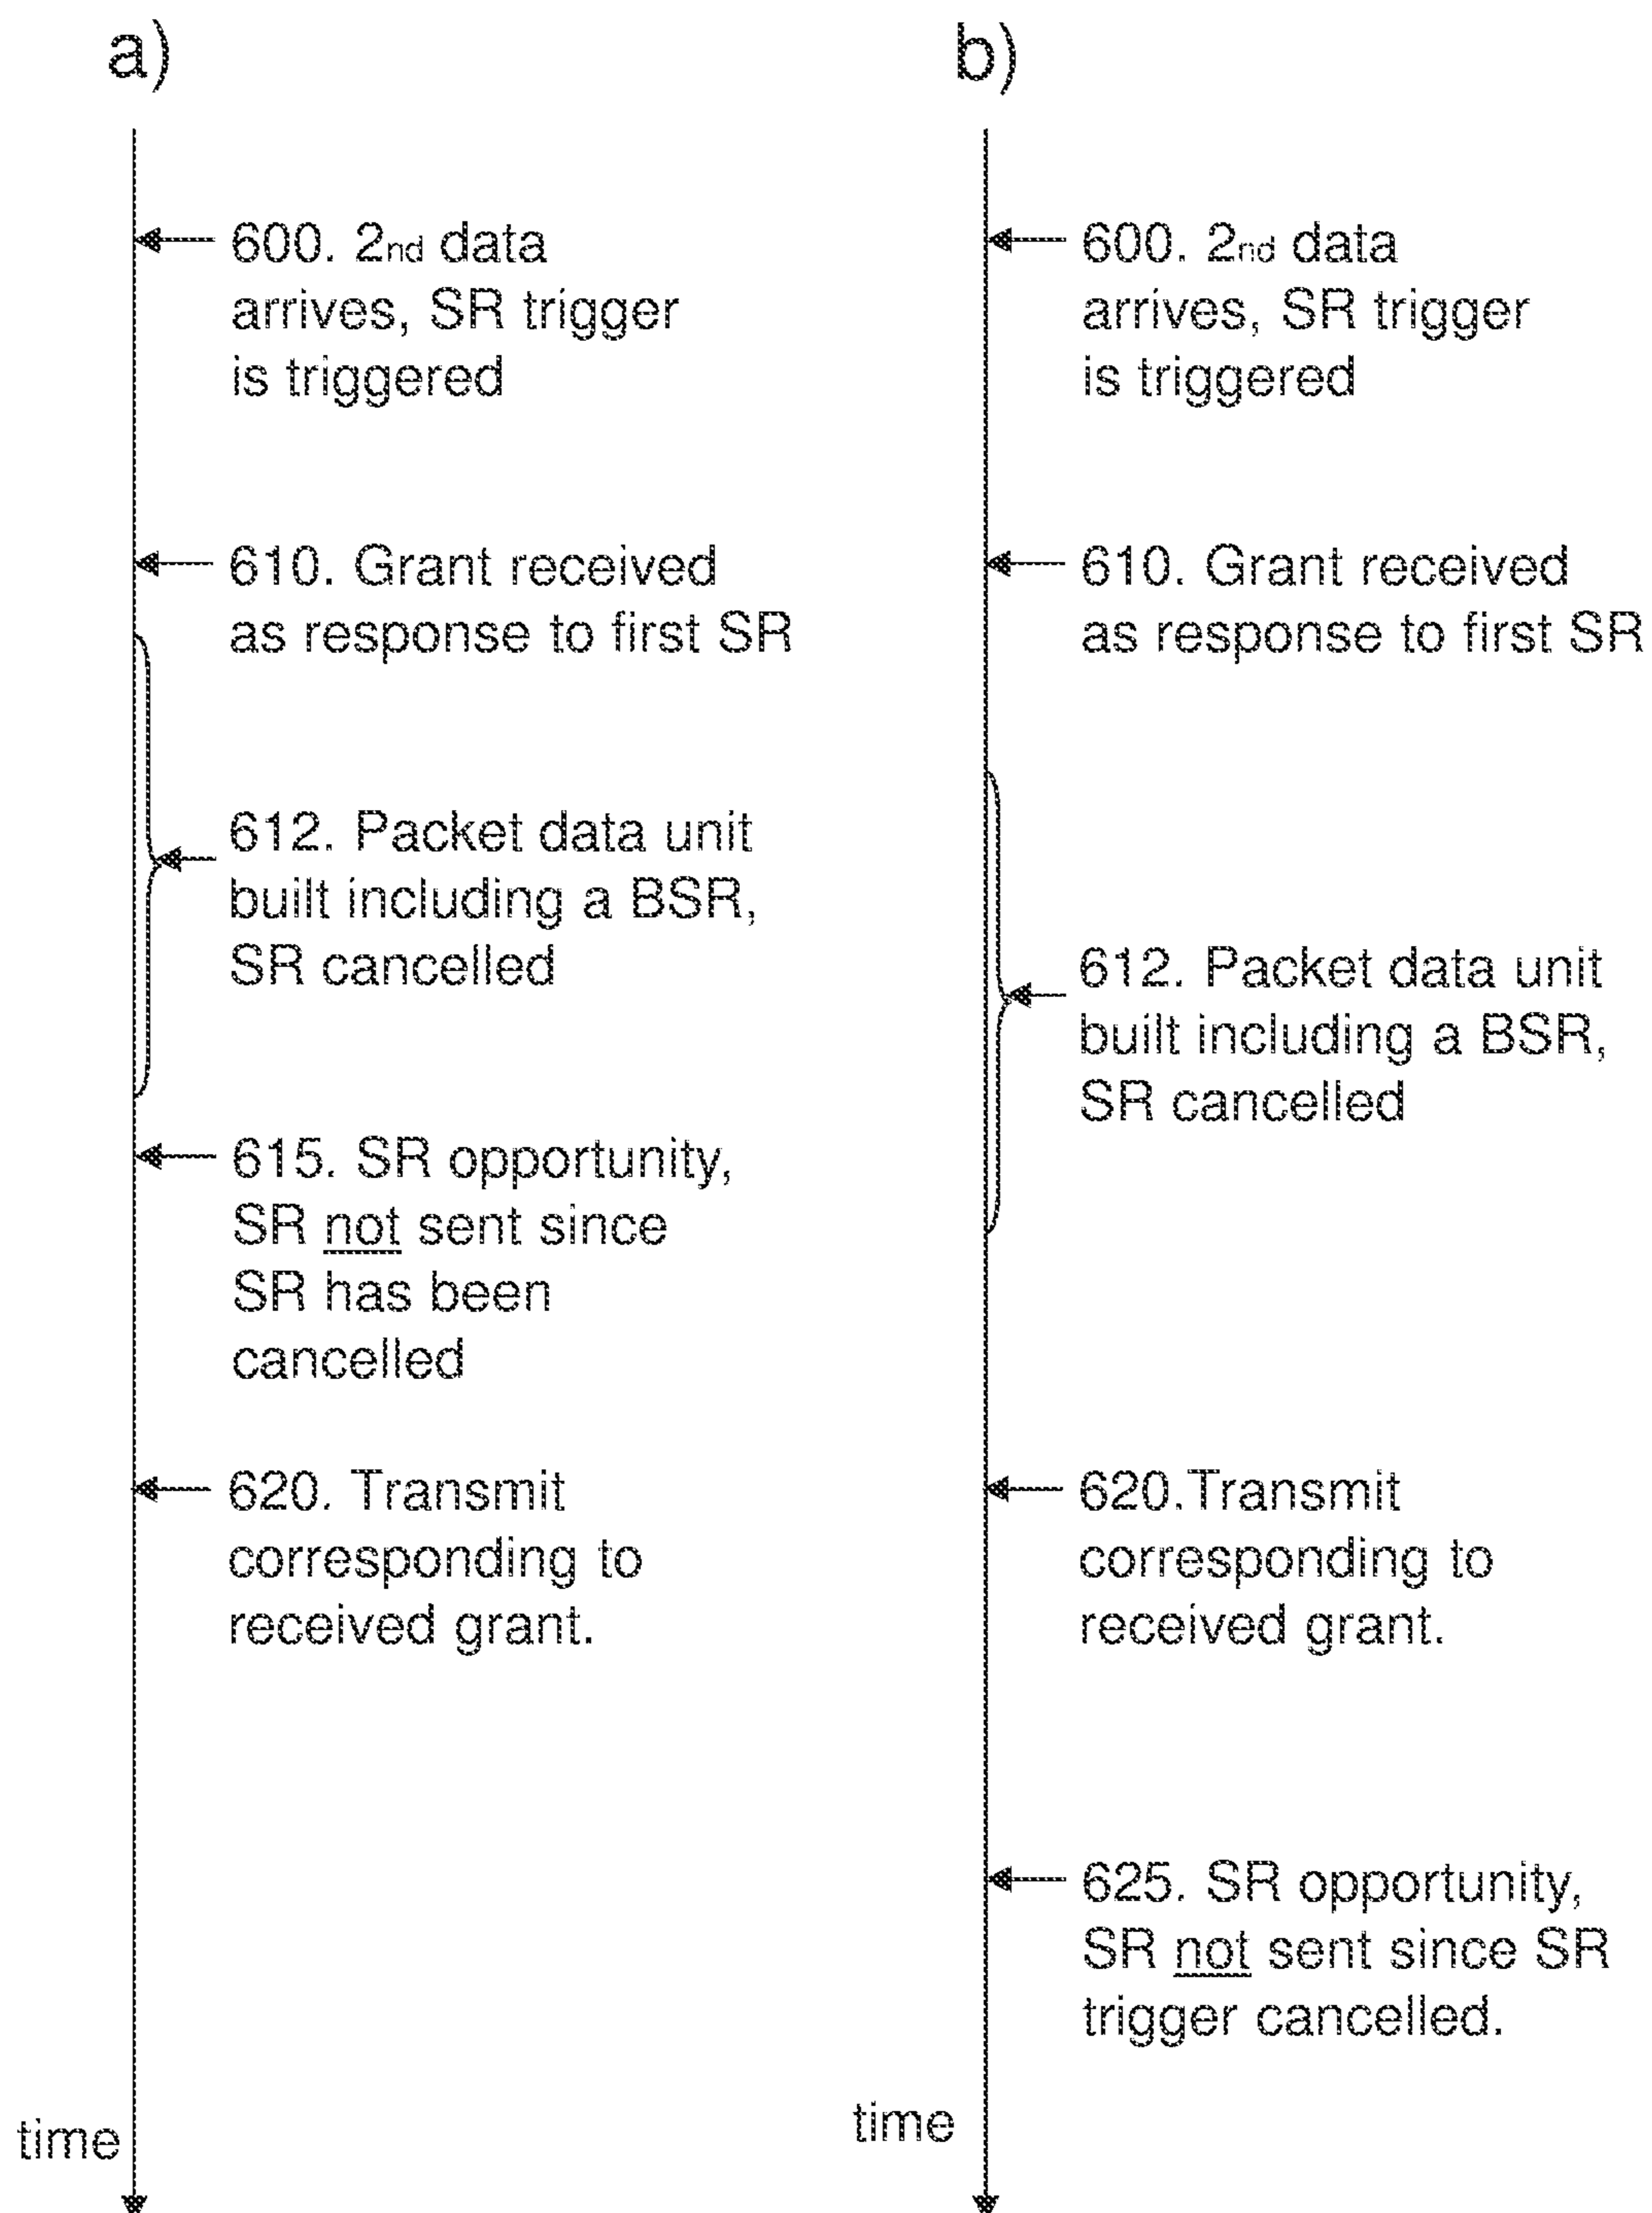 a)
600. 2nd data
arrives, SR trigger
is triggered
610. Grant received
as response to first SR
612. Packet data unit
built including a BSR,
SR cancelled
615. SR opportunity,
SR not sent since
SR has been
cancelled
620. Transmit
corresponding to
received grant.
time
b)
600. 2nd data
arrives, SR trigger
is triggered
610. Grant received
as response to first SR
612. Packet data unit
built including a BSR,
SR cancelled
620.Transmit
corresponding to
received grant.
625. SR opportunity,
SR not sent since SR
trigger cancelled.
time